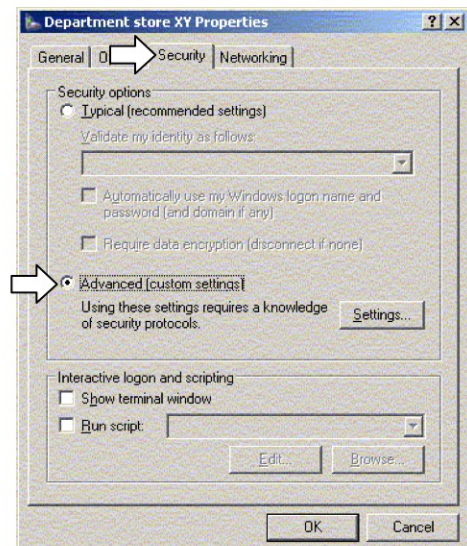 Department store XY Properties
General O Security Networking
Security options
Typical (recommended settings)
Validate my identity as follows:
Automatically use my Windows logon name and
password (and domain if any)
Require data encryption (disconnect if none)
Advanced (custom settings)
Using these settings requires a knowledge
of security protocols.
Settings...
Interactive logon and scripting
Show terminal window
Run script:
Edit... Browse...
OK Cancel